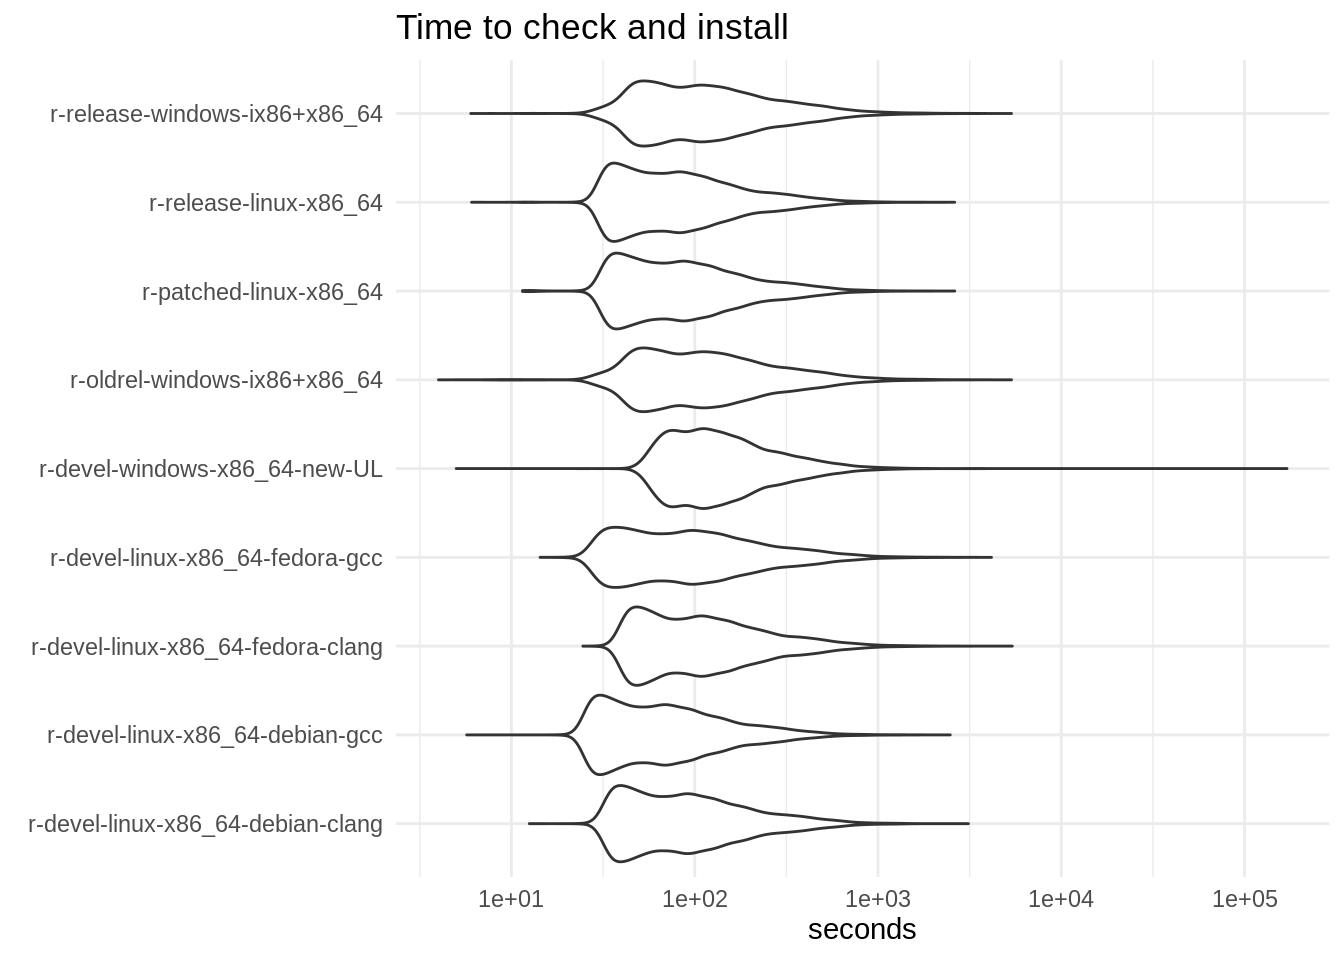 Time to check and install
r-release-windows-ix86+x86_64
r-release-linux-x86_64
r-patched-linux-x86_64
r-oldrel-windows-ix86+x86_64
r-devel-windows-x86_64-new-UL
r-devel-linux-x86_64-fedora-gcc
r-devel-linux-x86_64-fedora-clang
r-devel-linux-x86_64-debian-gcc
r-devel-linux-x86_64-debian-clang
1e+01 1e+02 1e+03 1e+04 1e+05
seconds